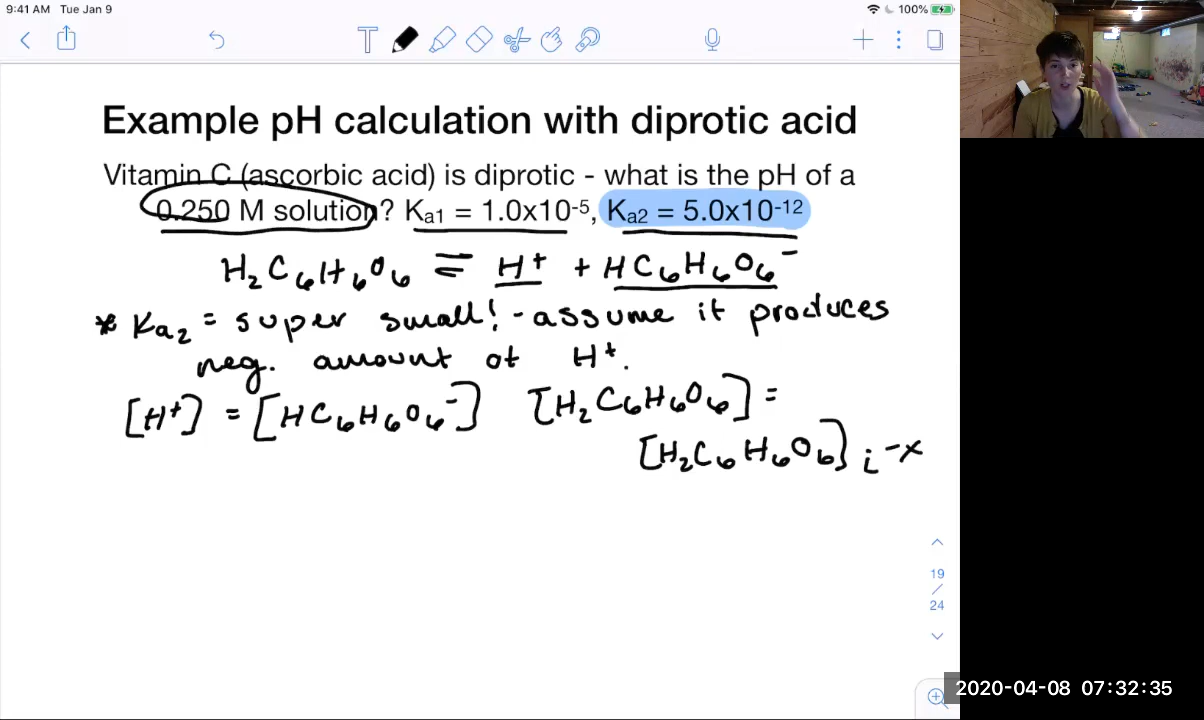 9:41 AM Tue Jan 9
100%
Example pH calculation with diprotic acid
Vitamin C (ascorbic acid) is diprotic - what is the pH of a
0.250 M solution? Ka1 = 1.0x10-5, Ka2 = 5.0x10-12
H2C6H6O6 ⇌ H+ + HC6H6O6-
* Ka2 = super small! - assume it produces
neg. amount of H+.
[H+] = [HC6H6O6-] [H2C6H6O6] =
[H2C6H6O6]i -x
19
/
24
2020-04-08 07:32:35